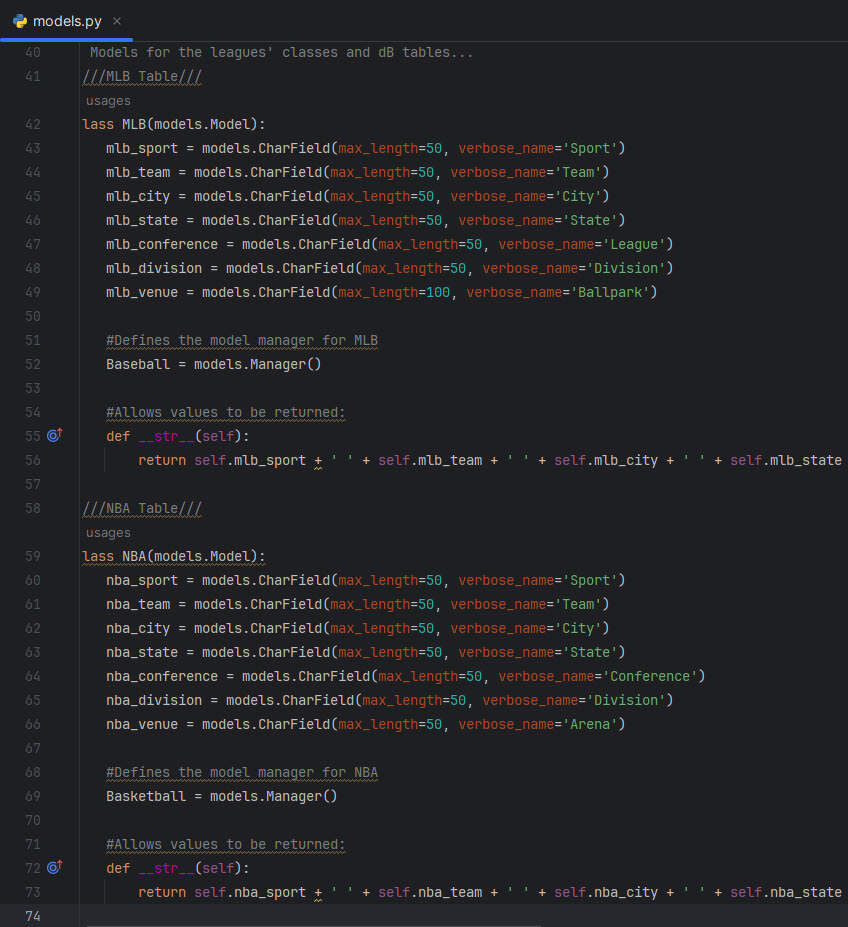 models.py ×
40 Models for the leagues' classes and dB tables...
41 ///MLB Table///
usages
42 lass MLB(models.Model):
43 mlb_sport = models.CharField(max_length=50, verbose_name='Sport')
44 mlb_team = models.CharField(max_length=50, verbose_name='Team')
45 mlb_city = models.CharField(max_length=50, verbose_name='City')
46 mlb_state = models.CharField(max_length=50, verbose_name='State')
47 mlb_conference = models.CharField(max_length=50, verbose_name='League')
48 mlb_division = models.CharField(max_length=50, verbose_name='Division')
49 mlb_venue = models.CharField(max_length=100, verbose_name='Ballpark')
50
51 #Defines the model manager for MLB
52 Baseball = models.Manager()
53
54 #Allows values to be returned:
55 def __str__(self):
56 return self.mlb_sport + ' ' + self.mlb_team + ' ' + self.mlb_city + ' ' + self.mlb_state
57
58 ///NBA Table///
usages
59 lass NBA(models.Model):
60 nba_sport = models.CharField(max_length=50, verbose_name='Sport')
61 nba_team = models.CharField(max_length=50, verbose_name='Team')
62 nba_city = models.CharField(max_length=50, verbose_name='City')
63 nba_state = models.CharField(max_length=50, verbose_name='State')
64 nba_conference = models.CharField(max_length=50, verbose_name='Conference')
65 nba_division = models.CharField(max_length=50, verbose_name='Division')
66 nba_venue = models.CharField(max_length=50, verbose_name='Arena')
67
68 #Defines the model manager for NBA
69 Basketball = models.Manager()
70
71 #Allows values to be returned:
72 def __str__(self):
73 return self.nba_sport + ' ' + self.nba_team + ' ' + self.nba_city + ' ' + self.nba_state
74